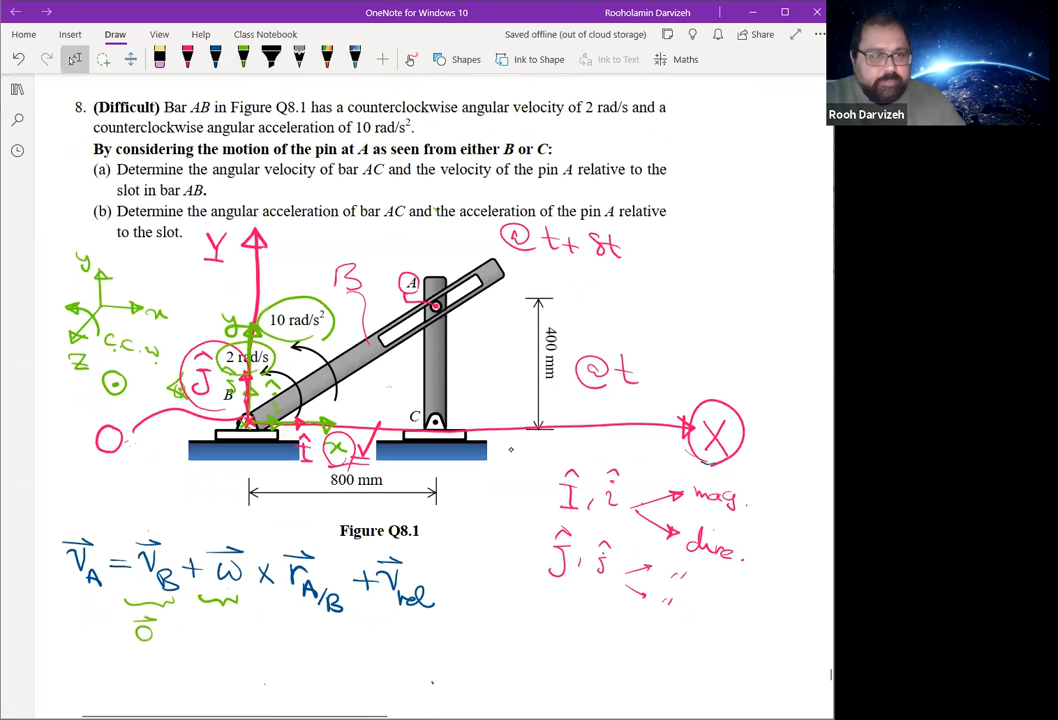 OneNote for Windows 10
Rooholamin Darvizeh
Home Insert Draw View Help Class Notebook
Saved offline (out of cloud storage)
Share
Shapes
Ink to Shape
Ink to Text
Maths
Rooh Darvizeh
8. (Difficult) Bar AB in Figure Q8.1 has a counterclockwise angular velocity of 2 rad/s and a
counterclockwise angular acceleration of 10 rad/s².
By considering the motion of the pin at A as seen from either B or C:
(a) Determine the angular velocity of bar AC and the velocity of the pin A relative to the
slot in bar AB.
(b) Determine the angular acceleration of bar AC and the acceleration of the pin A relative
to the slot.
Y
@ t + δt
y
x
C.C.W
Z
B
A
10 rad/s²
y
2 rad/s
Ĵ
B
400 mm
@ t
C
O
Î
x
X
800 mm
Î, î
mag.
Figure Q8.1
dire.
Ĵ, ĵ
"
"
v⃗A = v⃗B + ω⃗ × r⃗A/B + v⃗rel
0⃗